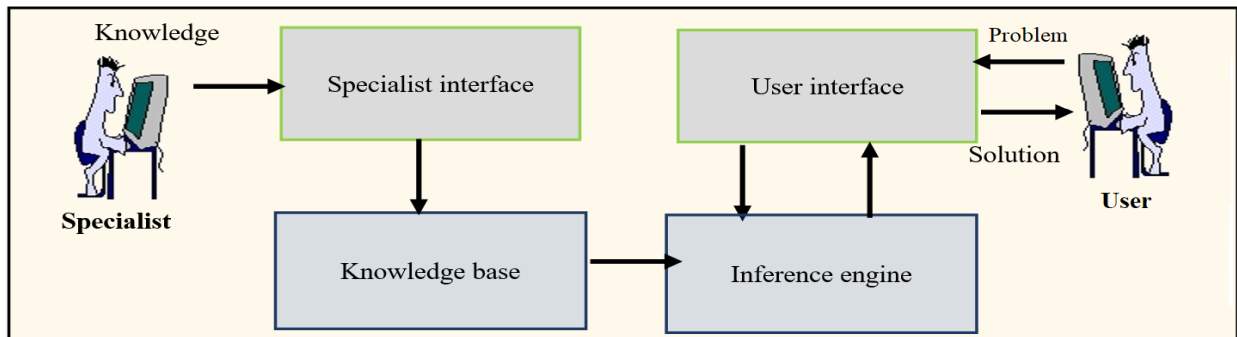 Knowledge
Specialist interface
Specialist
Knowledge base
User interface
Problem
Solution
User
Inference engine